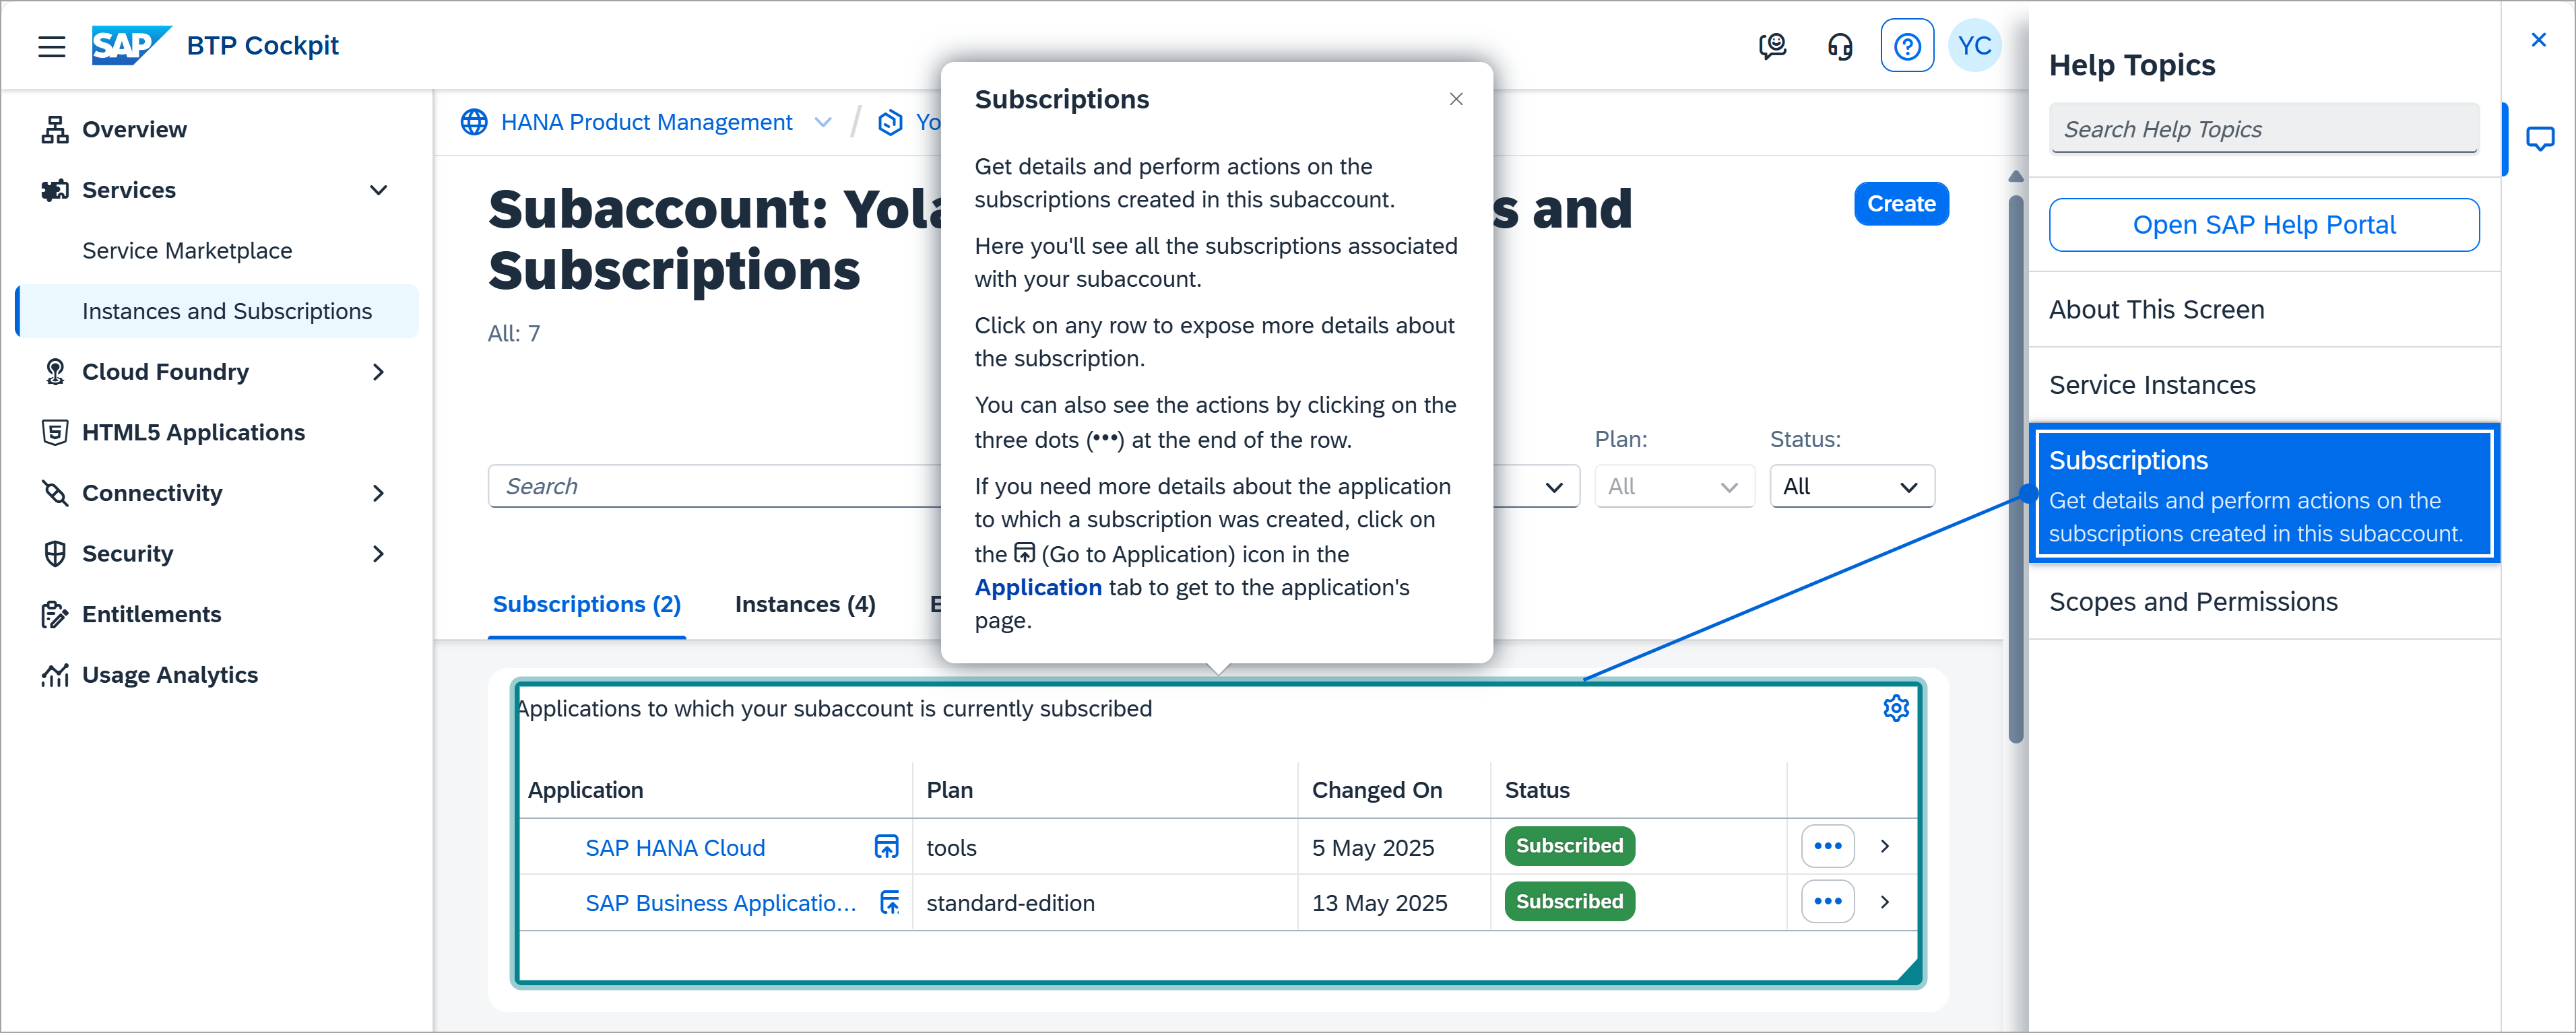 SAP BTP Cockpit
YC
Overview
Services
Service Marketplace
Instances and Subscriptions
Cloud Foundry
HTML5 Applications
Connectivity
Security
Entitlements
Usage Analytics
HANA Product Management /
Subaccount: and
Subscriptions
Create
All: 7
Search
Plan:
Status:
All
All
Subscriptions (2)
Instances (4)
Subscriptions
Get details and perform actions on the
subscriptions created in this subaccount.
Here you'll see all the subscriptions associated
with your subaccount.
Click on any row to expose more details about
the subscription.
You can also see the actions by clicking on the
three dots (•••) at the end of the row.
If you need more details about the application
to which a subscription was created, click on
the (Go to Application) icon in the
Application tab to get to the application's
page.
Applications to which your subaccount is currently subscribed
Application Plan Changed On Status
SAP HANA Cloud tools 5 May 2025 Subscribed •••
SAP Business Applicatio... standard-edition 13 May 2025 Subscribed •••
Help Topics
Search Help Topics
Open SAP Help Portal
About This Screen
Service Instances
Subscriptions
Get details and perform actions on the
subscriptions created in this subaccount.
Scopes and Permissions